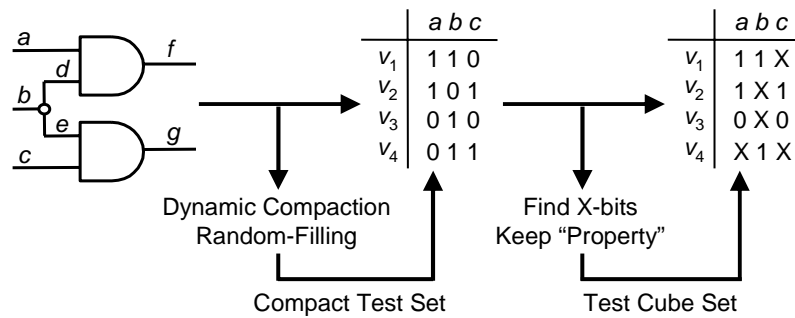 a
d
f
b
e
g
c
a b c
v1 1 1 0
v2 1 0 1
v3 0 1 0
v4 0 1 1
Dynamic Compaction
Random-Filling
Compact Test Set
a b c
v1 1 1 X
v2 1 X 1
v3 0 X 0
v4 X 1 X
Find X-bits
Keep “Property”
Test Cube Set